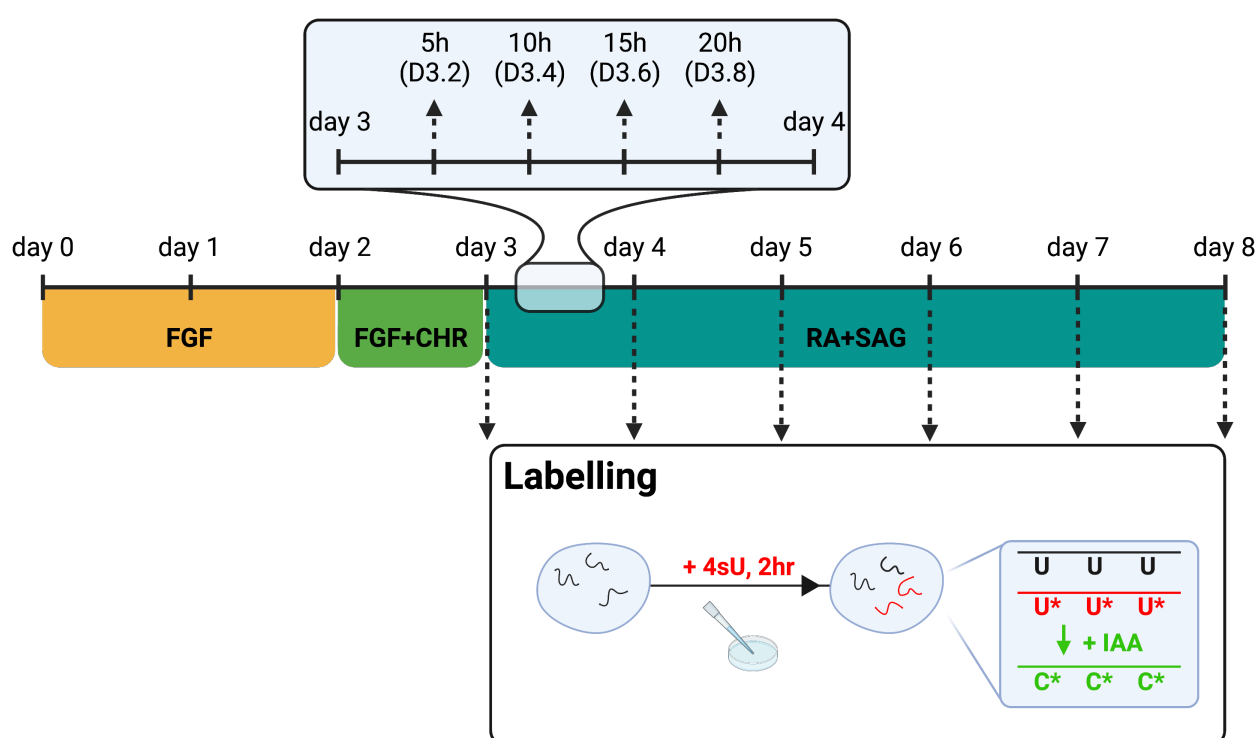 5h 10h 15h 20h
(D3.2) (D3.4) (D3.6) (D3.8)
day 3 day 4
day 0 day 1 day 2 day 3 day 4 day 5 day 6 day 7 day 8
FGF FGF+CHR RA+SAG
Labelling
+ 4sU, 2hr
U U U
U* U* U*
+ IAA
C* C* C*